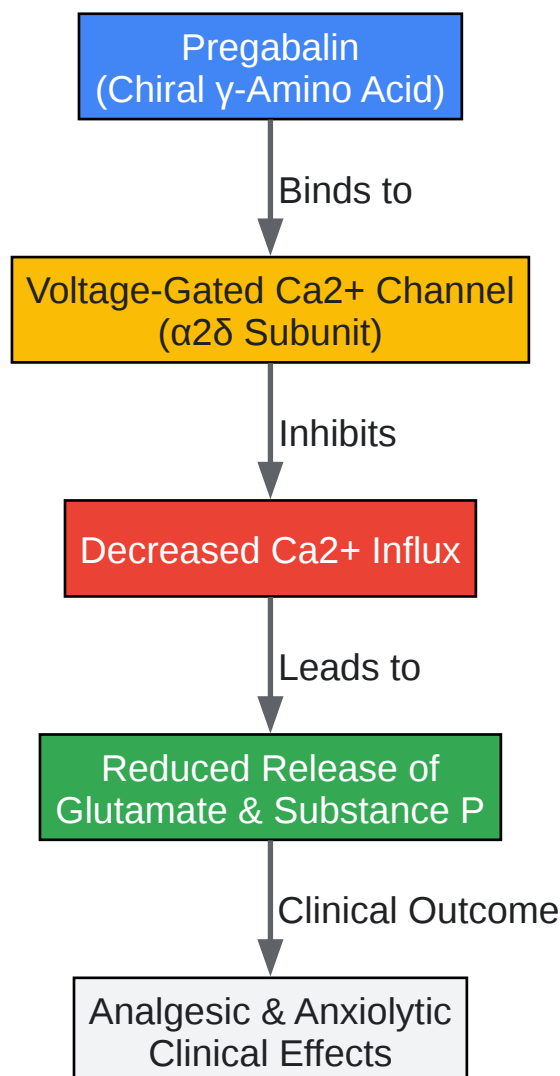 Pregabalin
(Chiral γ-Amino Acid)
Binds to
Voltage-Gated Ca2+ Channel
(α2δ Subunit)
Inhibits
Decreased Ca2+ Influx
Leads to
Reduced Release of
Glutamate & Substance P
Clinical Outcome
Analgesic & Anxiolytic
Clinical Effects